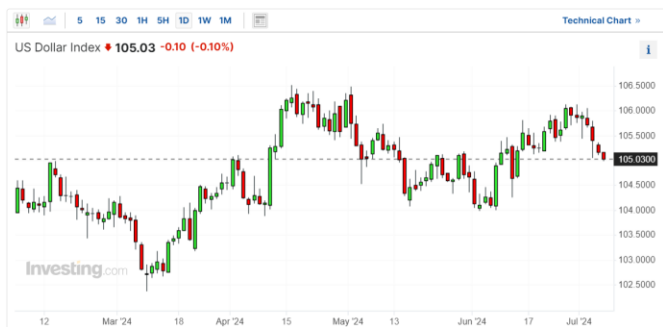 5 15 30 1H 5H 1D 1W 1M Technical Chart »
US Dollar Index 105.03 -0.10 (-0.10%)
i
106.5000
106.0000
105.5000
105.0300
104.5000
104.0000
103.5000
103.0000
102.5000
Investing.com
12 Mar '24 18 Apr '24 15 May '24 13 Jun '24 17 Jul '24